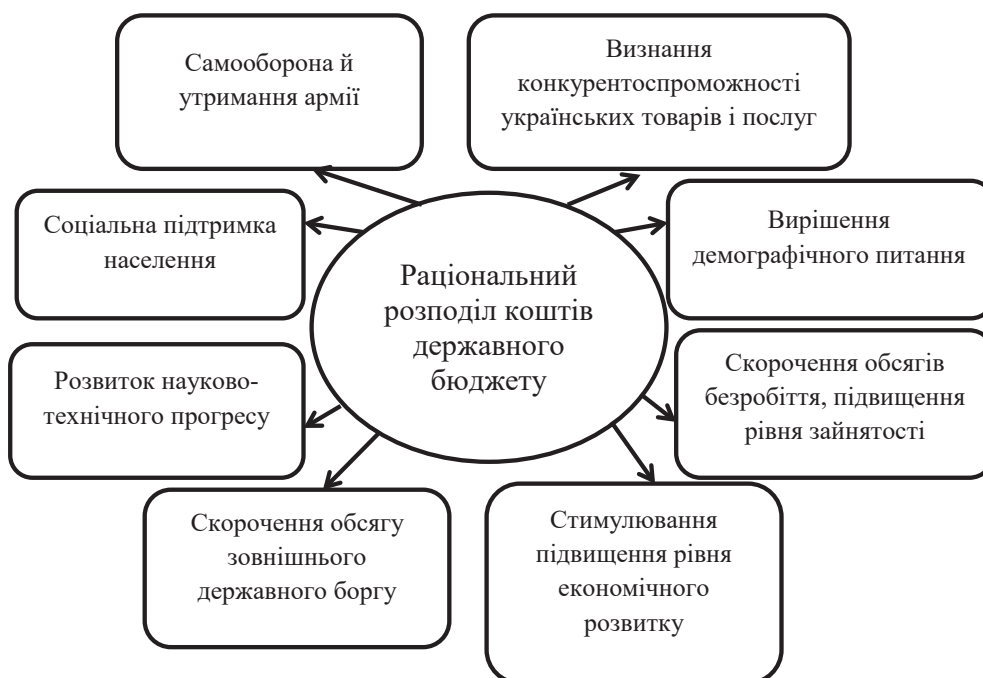 Самооборона й
утримання армії
Визнання
конкурентоспроможності
українських товарів і послуг
Соціальна підтримка
населення
Вирішення
демографічного питання
Раціональний
розподіл коштів
державного
бюджету
Розвиток науково-
технічного прогресу
Скорочення обсягів
безробіття, підвищення
рівня зайнятості
Скорочення обсягу
зовнішнього
державного боргу
Стимулювання
підвищення рівня
економічного
розвитку